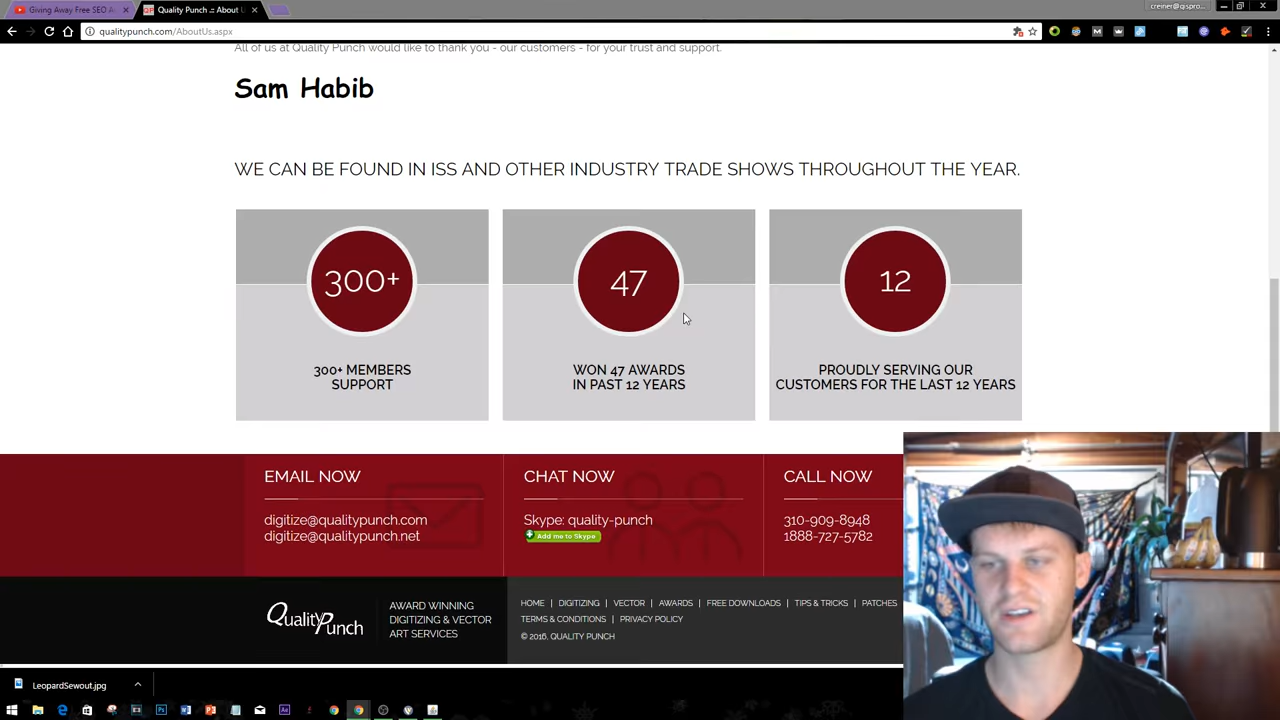 Giving Away Free SEO A
Quality Punch .:: About U
creiner@gispro...
qualitypunch.com/AboutUs.aspx
All of us at Quality Punch would like to thank you - our customers - for your trust and support.
Sam Habib
WE CAN BE FOUND IN ISS AND OTHER INDUSTRY TRADE SHOWS THROUGHOUT THE YEAR.
300+
47
12
300+ MEMBERS
SUPPORT
WON 47 AWARDS
IN PAST 12 YEARS
PROUDLY SERVING OUR
CUSTOMERS FOR THE LAST 12 YEARS
EMAIL NOW
digitize@qualitypunch.com
digitize@qualitypunch.net
CHAT NOW
Skype: quality-punch
Add me to Skype
CALL NOW
310-909-8948
1888-727-5782
QualityPunch
AWARD WINNING
DIGITIZING & VECTOR
ART SERVICES
HOME | DIGITIZING | VECTOR | AWARDS | FREE DOWNLOADS | TIPS & TRICKS | PATCHES
TERMS & CONDITIONS | PRIVACY POLICY
© 2016, QUALITY PUNCH
LeopardSewout.jpg